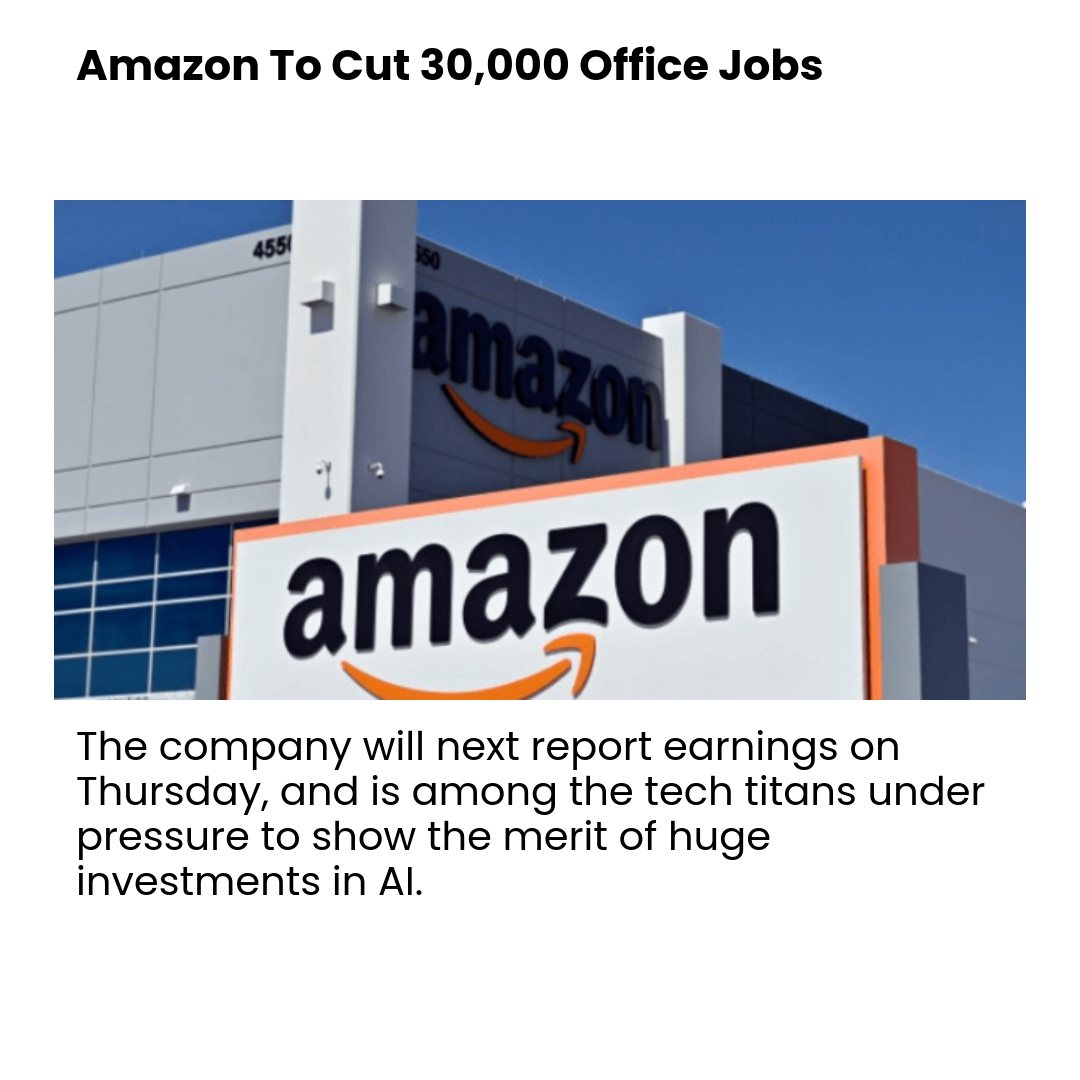 Amazon To Cut 30,000 Office Jobs
4550
550
amazon
amazon
The company will next report earnings on
Thursday, and is among the tech titans under
pressure to show the merit of huge
investments in AI.